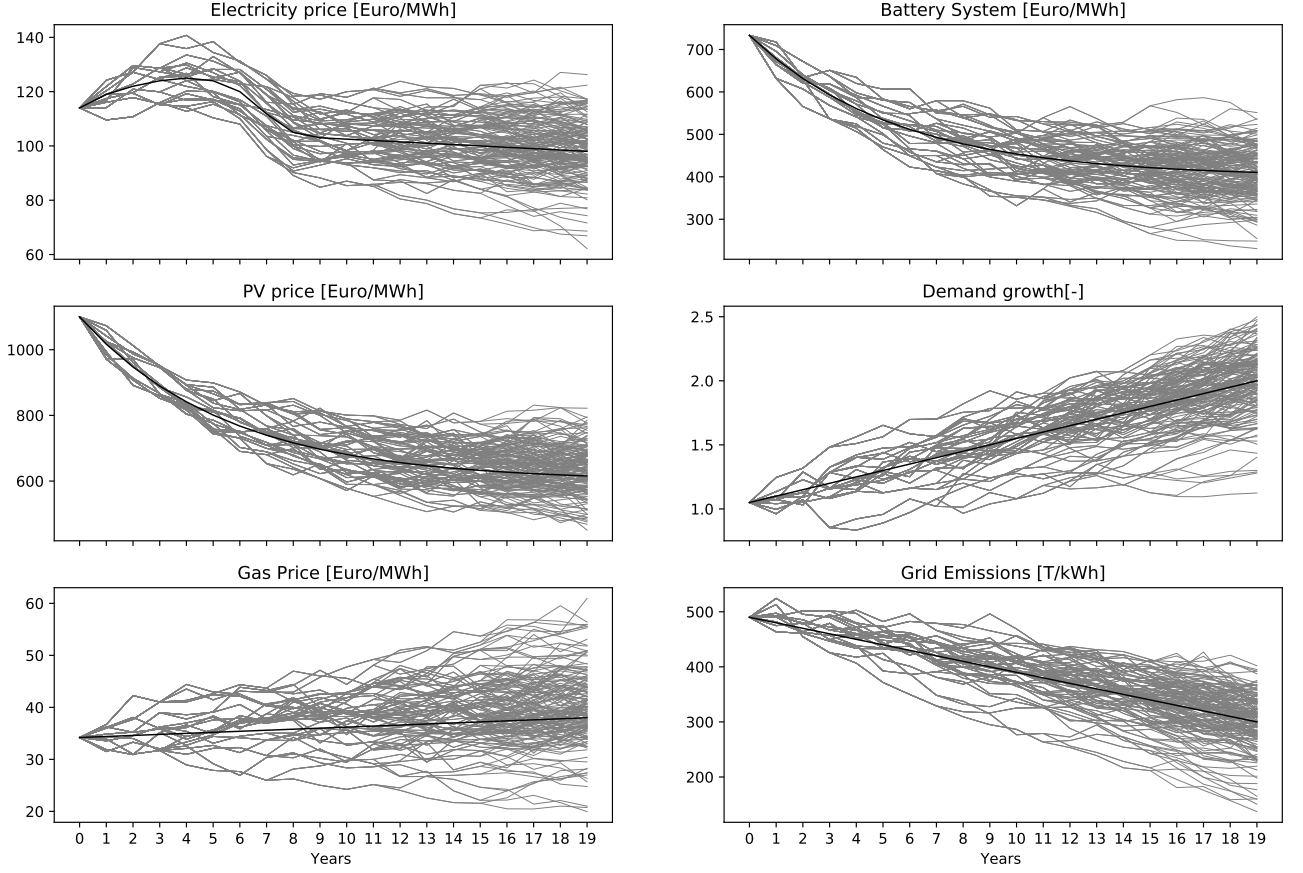 Electricity price [Euro/MWh]
140
120
100
80
60
Battery System [Euro/MWh]
700
600
500
400
300
PV price [Euro/MWh]
1000
800
600
Demand growth[-]
2.5
2.0
1.5
1.0
Gas Price [Euro/MWh]
60
50
40
30
20
0 1 2 3 4 5 6 7 8 9 10 11 12 13 14 15 16 17 18 19
Years
Grid Emissions [T/kWh]
500
400
300
200
0 1 2 3 4 5 6 7 8 9 10 11 12 13 14 15 16 17 18 19
Years